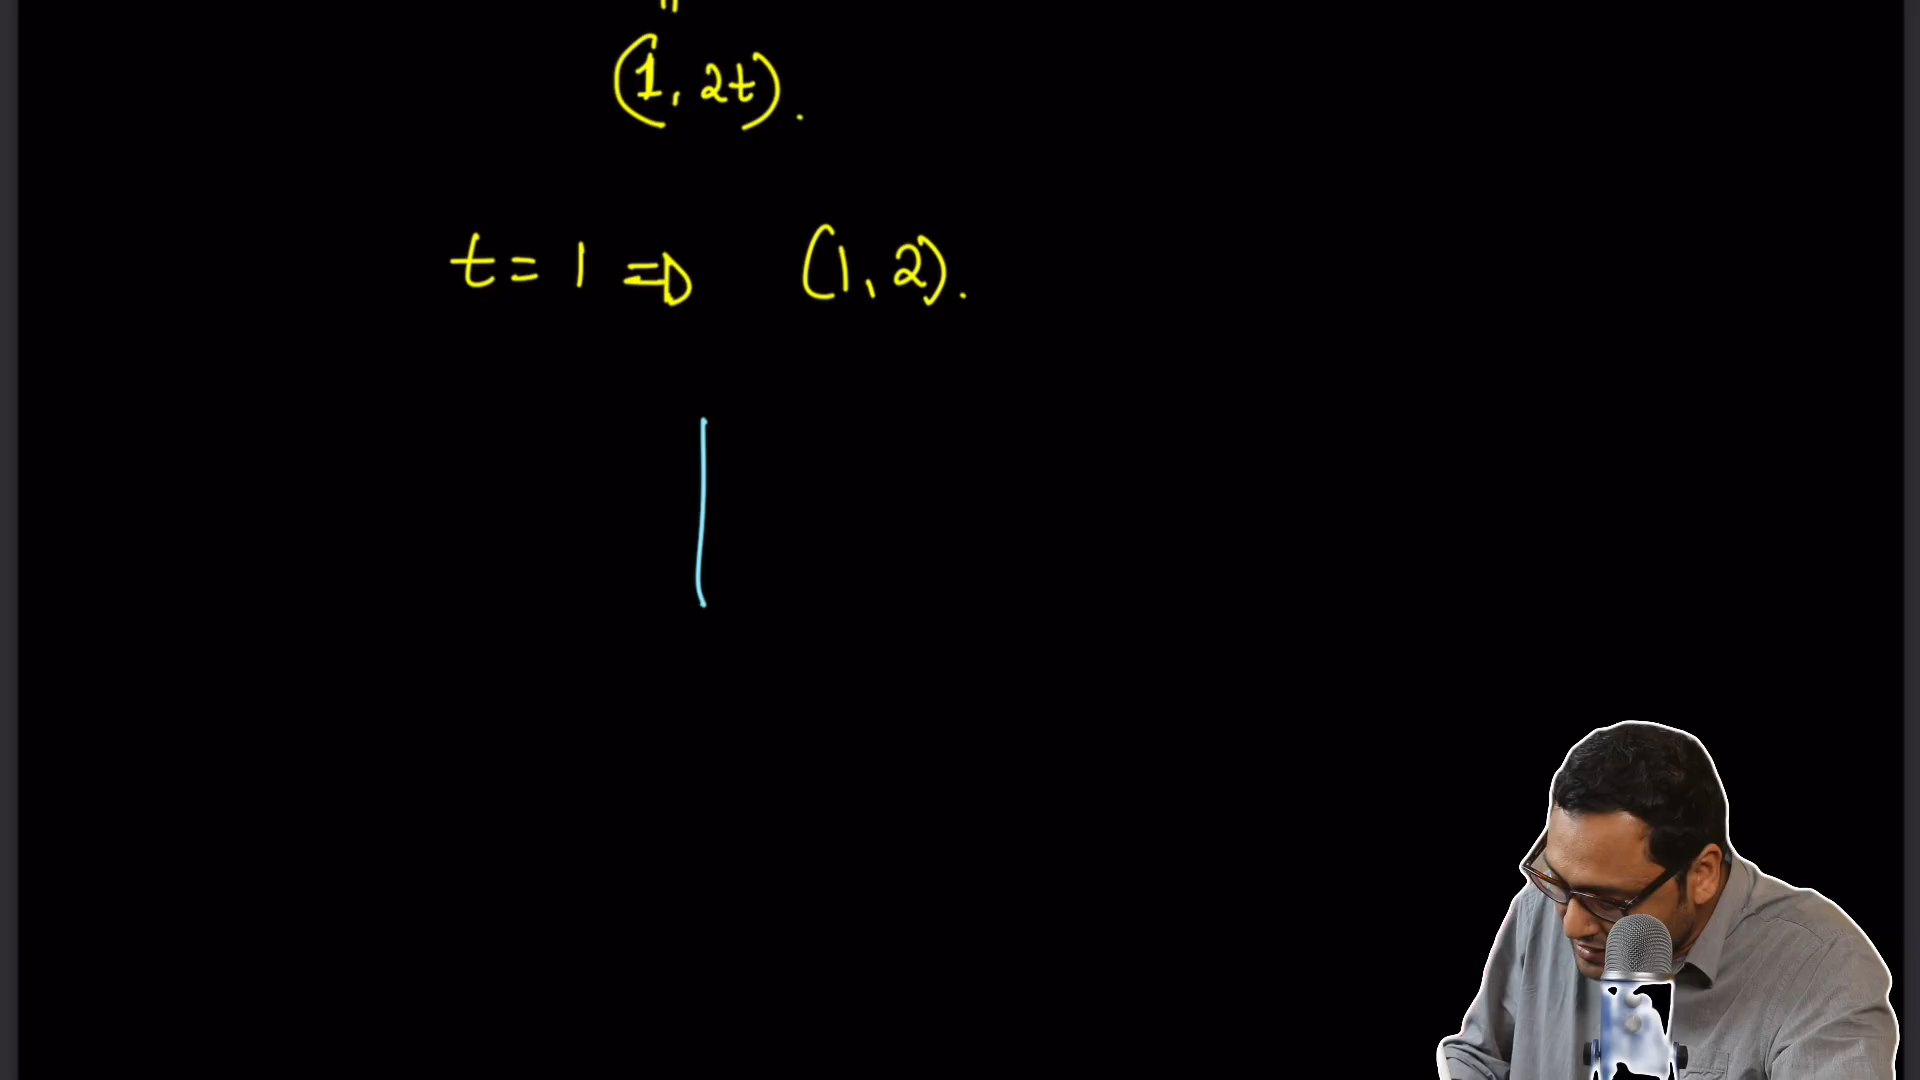 (1, 2t).
t = 1 ⇒ (1, 2).